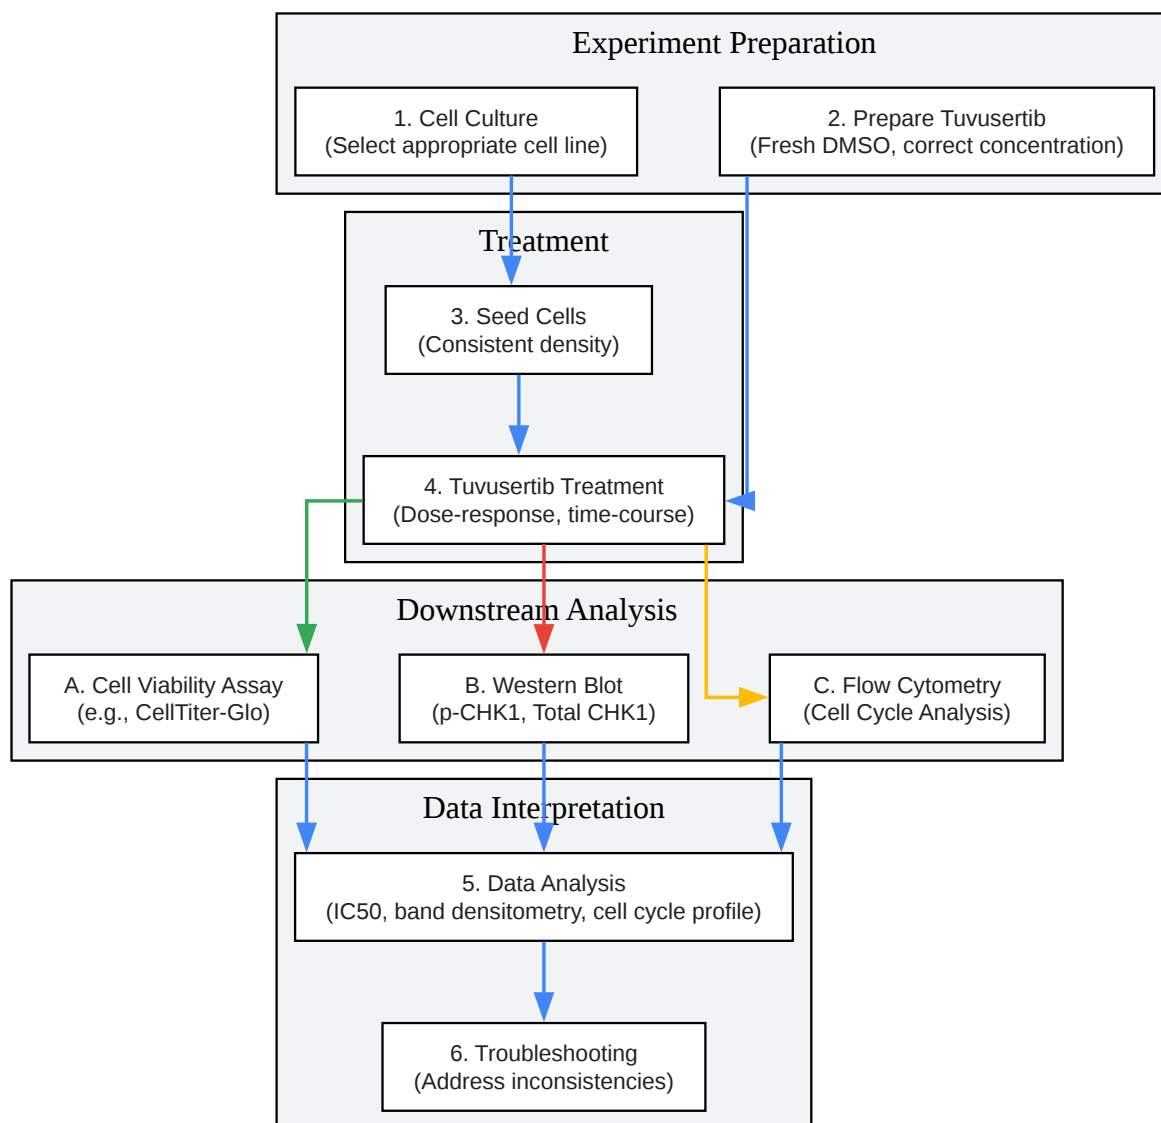 Experiment Preparation
1. Cell Culture
(Select appropriate cell line)
2. Prepare Tuvusertib
(Fresh DMSO, correct concentration)
Treatment
3. Seed Cells
(Consistent density)
4. Tuvusertib Treatment
(Dose-response, time-course)
Downstream Analysis
A. Cell Viability Assay
(e.g., CellTiter-Glo)
B. Western Blot
(p-CHK1, Total CHK1)
C. Flow Cytometry
(Cell Cycle Analysis)
Data Interpretation
5. Data Analysis
(IC50, band densitometry, cell cycle profile)
6. Troubleshooting
(Address inconsistencies)